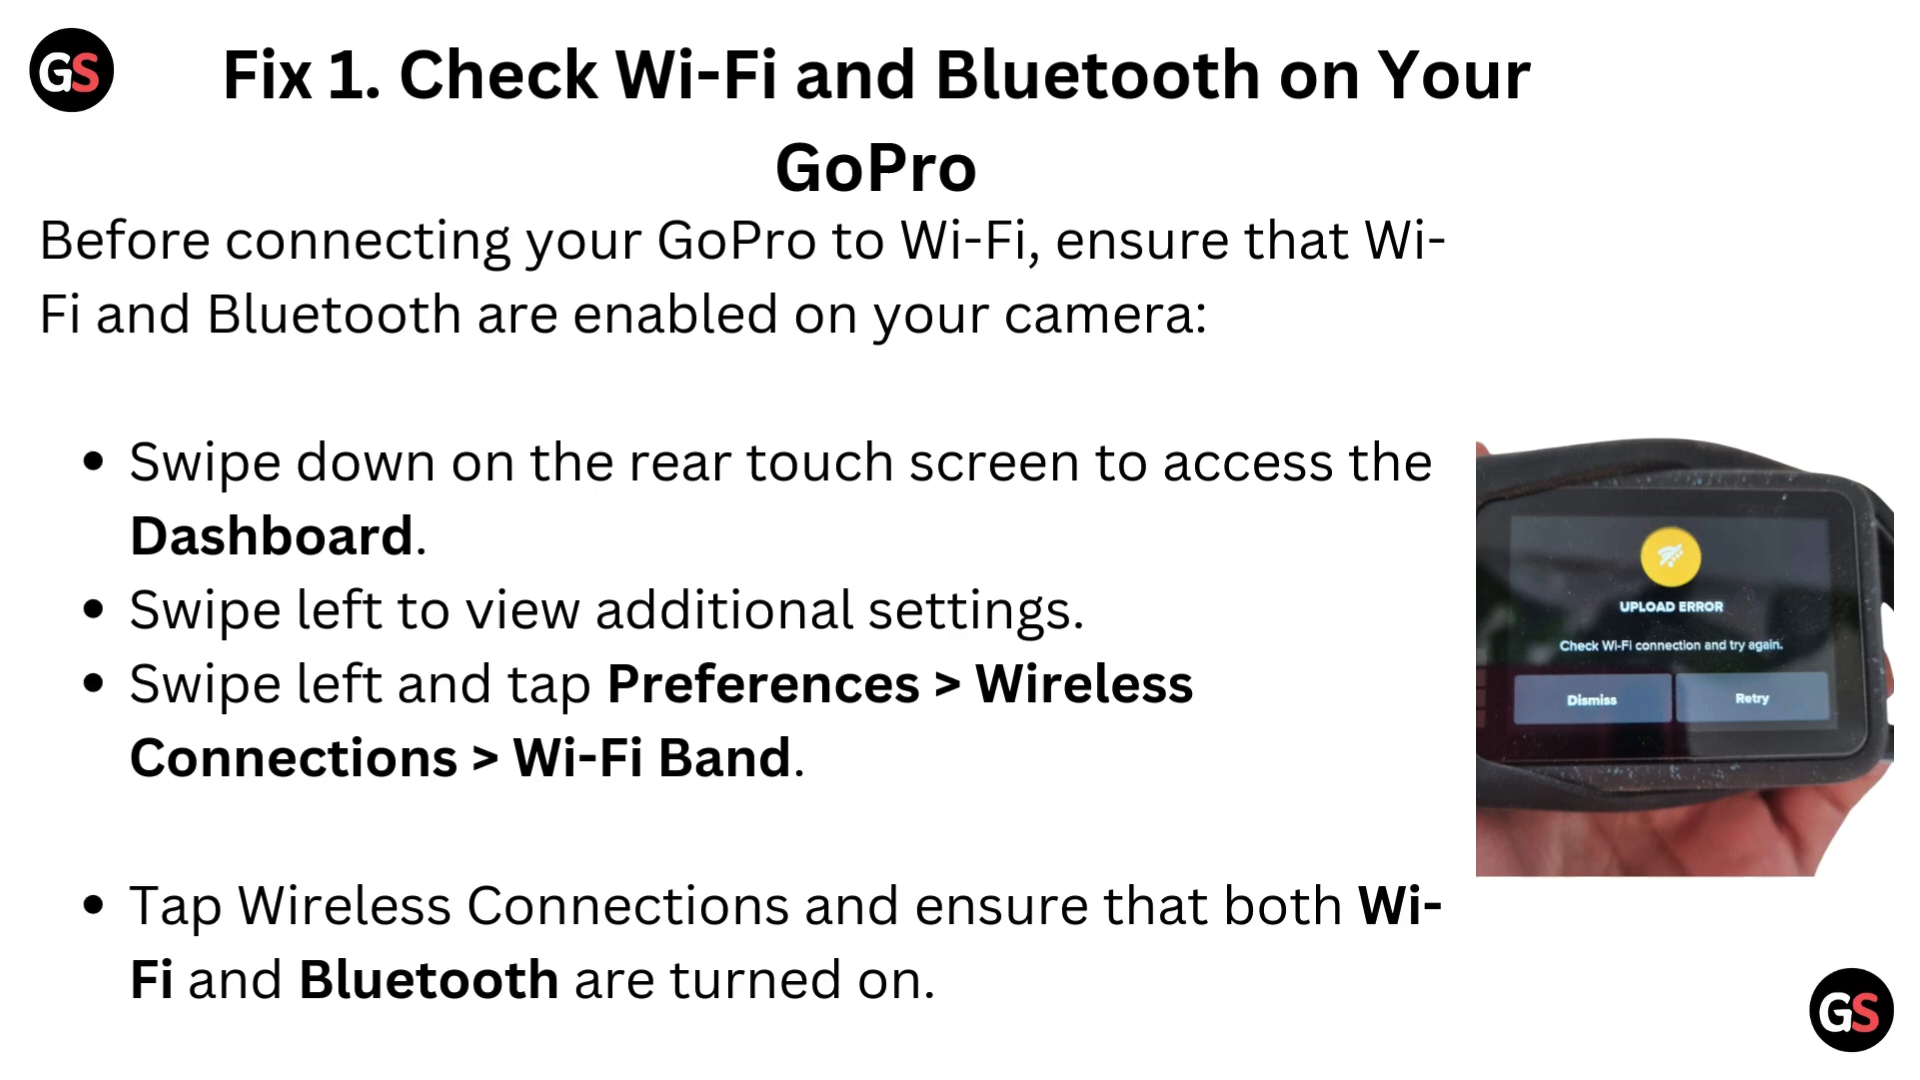 GS
Fix 1. Check Wi-Fi and Bluetooth on Your
GoPro
Before connecting your GoPro to Wi-Fi, ensure that Wi-
Fi and Bluetooth are enabled on your camera:
• Swipe down on the rear touch screen to access the
Dashboard.
• Swipe left to view additional settings.
• Swipe left and tap Preferences > Wireless
Connections > Wi-Fi Band.
• Tap Wireless Connections and ensure that both Wi-
Fi and Bluetooth are turned on.
UPLOAD ERROR
Check Wi-Fi connection and try again.
Dismiss
Retry
GS